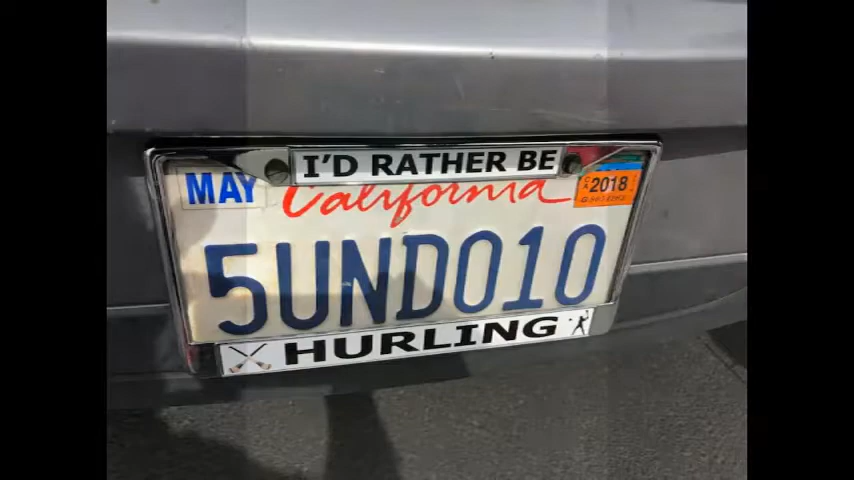 I'D RATHER BE
MAY
California
2018
5UND010
HURLING